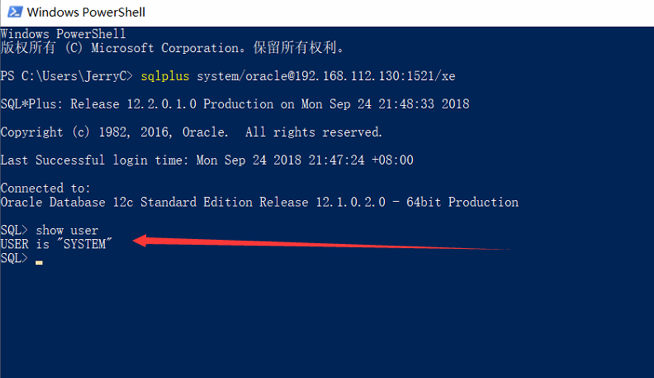 Windows PowerShell
Windows PowerShell
版权所有 (C) Microsoft Corporation。保留所有权利。
PS C:\Users\JerryC> sqlplus system/oracle@192.168.112.130:1521/xe
SQL*Plus: Release 12.2.0.1.0 Production on Mon Sep 24 21:48:33 2018
Copyright (c) 1982, 2016, Oracle.  All rights reserved.
Last Successful login time: Mon Sep 24 2018 21:47:24 +08:00
Connected to:
Oracle Database 12c Standard Edition Release 12.1.0.2.0 - 64bit Production
SQL> show user
USER is "SYSTEM"
SQL>